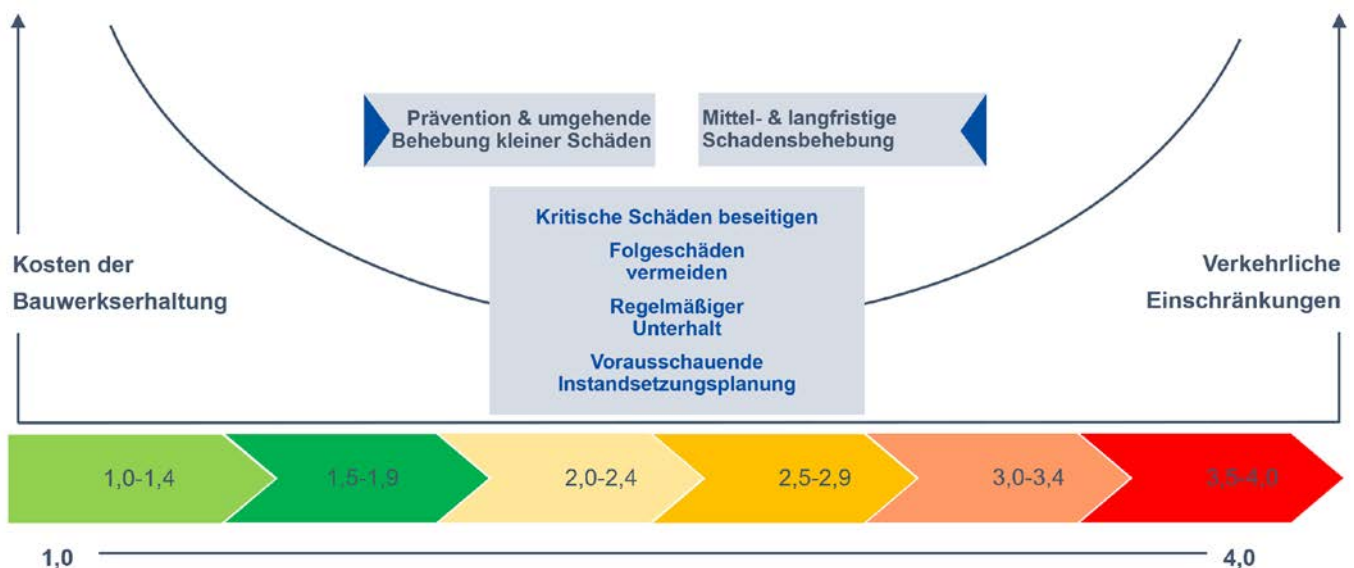 Prävention & umgehende
Behebung kleiner Schäden
Mittel- & langfristige
Schadensbehebung
Kritische Schäden beseitigen
Folgeschäden
vermeiden
Regelmäßiger
Unterhalt
Vorausschauende
Instandsetzungsplanung
Kosten der
Bauwerkserhaltung
Verkehrliche
Einschränkungen
1,0-1,4
1,5-1,9
2,0-2,4
2,5-2,9
3,0-3,4
3,5-4,0
1,0
4,0